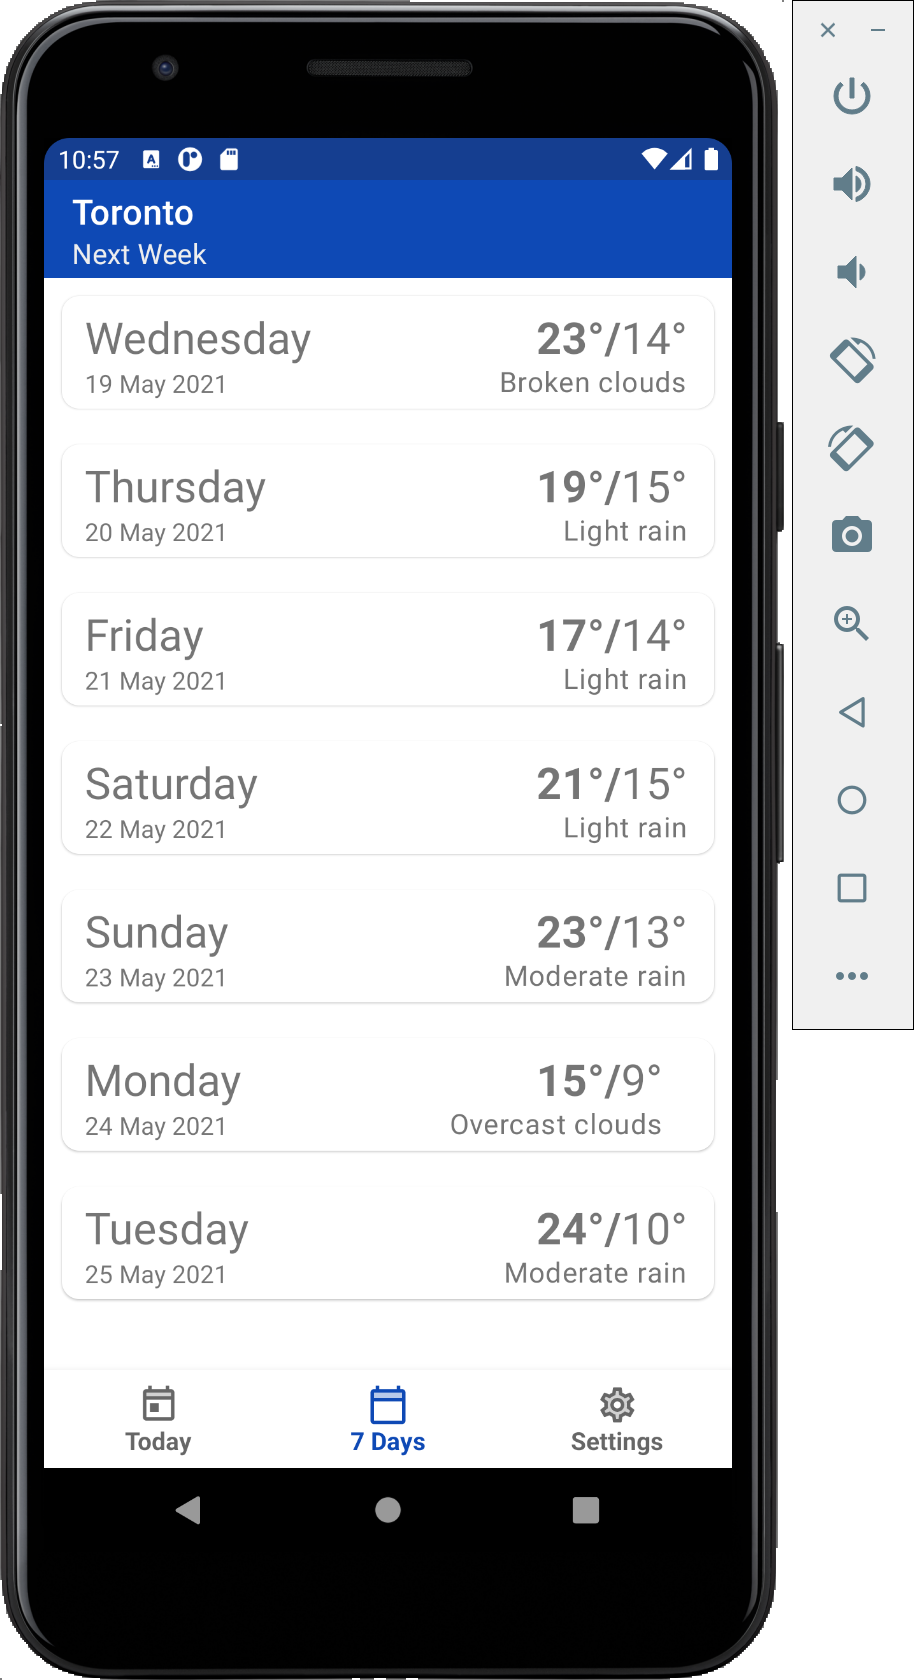 10:57
Toronto
Next Week
Wednesday 23°/14°
19 May 2021 Broken clouds
Thursday 19°/15°
20 May 2021 Light rain
Friday 17°/14°
21 May 2021 Light rain
Saturday 21°/15°
22 May 2021 Light rain
Sunday 23°/13°
23 May 2021 Moderate rain
Monday 15°/9°
24 May 2021 Overcast clouds
Tuesday 24°/10°
25 May 2021 Moderate rain
Today 7 Days Settings